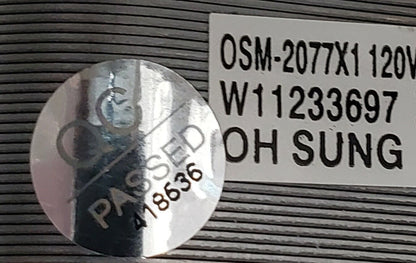 OSM-2077X1 120V
W11233697
OH SUNG
QC
PASSED
418636